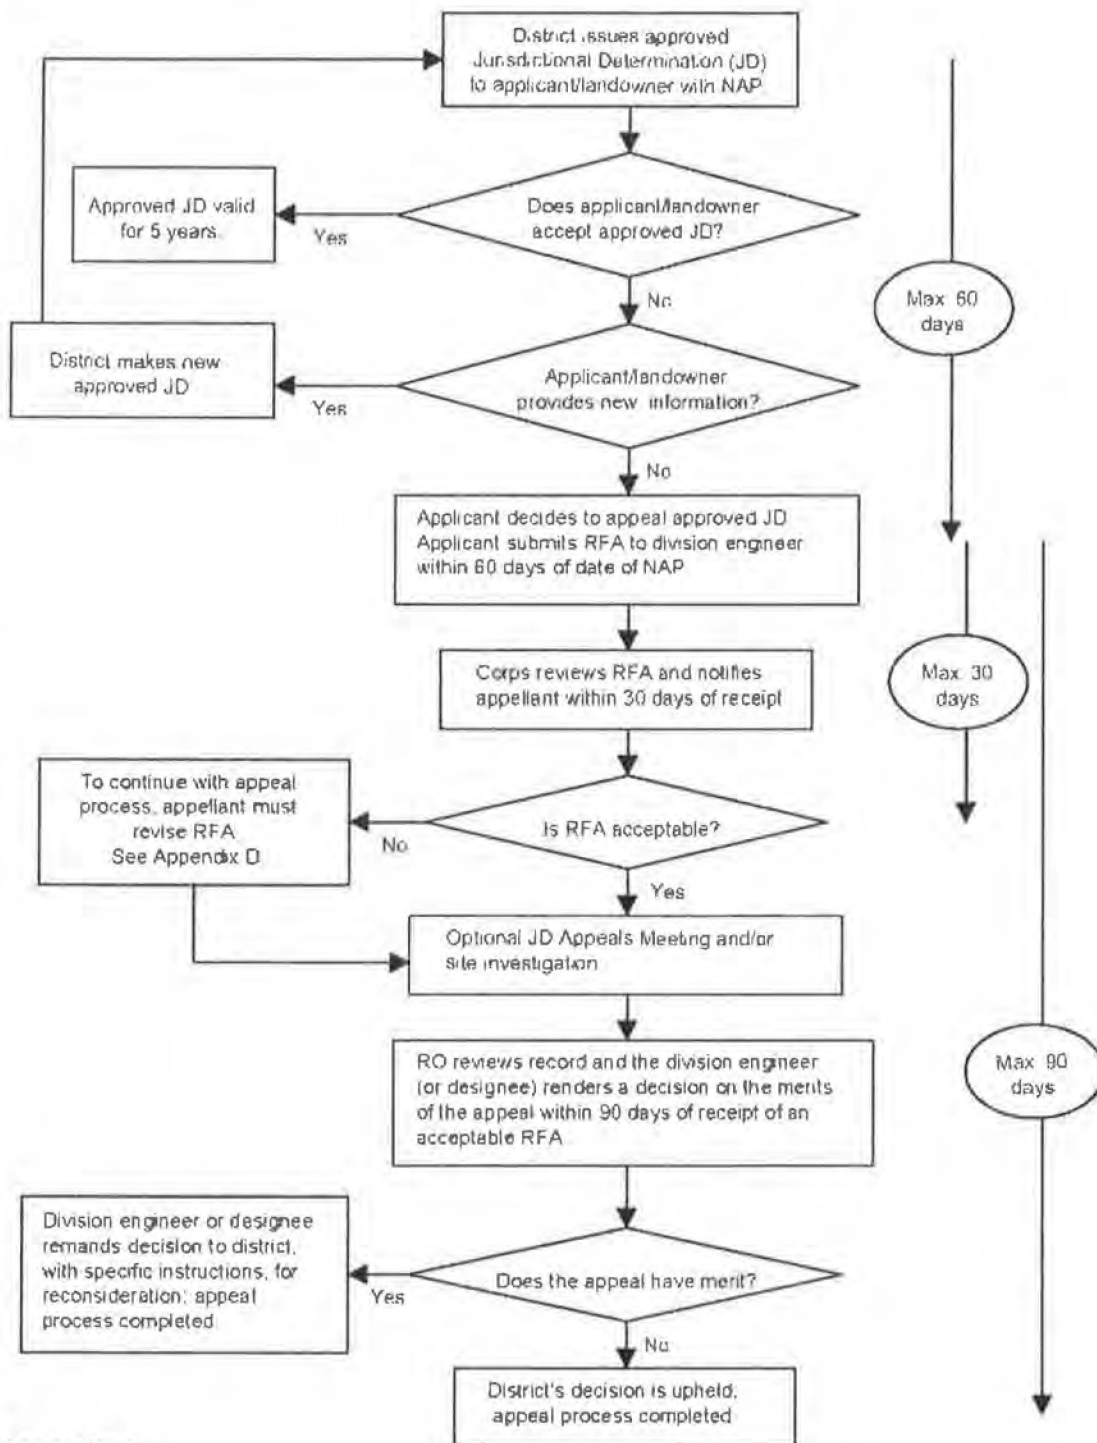 District issues approved
Jurisdictional Determination (JD)
to applicant/landowner with NAP
Does applicant/landowner
accept approved JD?
Yes
Approved JD valid
for 5 years.
No
Max. 60
days
Applicant/landowner
provides new information?
Yes
District makes new
approved JD
No
Applicant decides to appeal approved JD
Applicant submits RFA to division engineer
within 60 days of date of NAP
Corps reviews RFA and notifies
appellant within 30 days of receipt
Max. 30
days
Is RFA acceptable?
No
To continue with appeal
process, appellant must
revise RFA
See Appendix D
Yes
Optional JD Appeals Meeting and/or
site investigation
RO reviews record and the division engineer
(or designee) renders a decision on the merits
of the appeal within 90 days of receipt of an
acceptable RFA
Max. 90
days
Does the appeal have merit?
Yes
Division engineer or designee
remands decision to district,
with specific instructions, for
reconsideration; appeal
process completed
No
District's decision is upheld;
appeal process completed